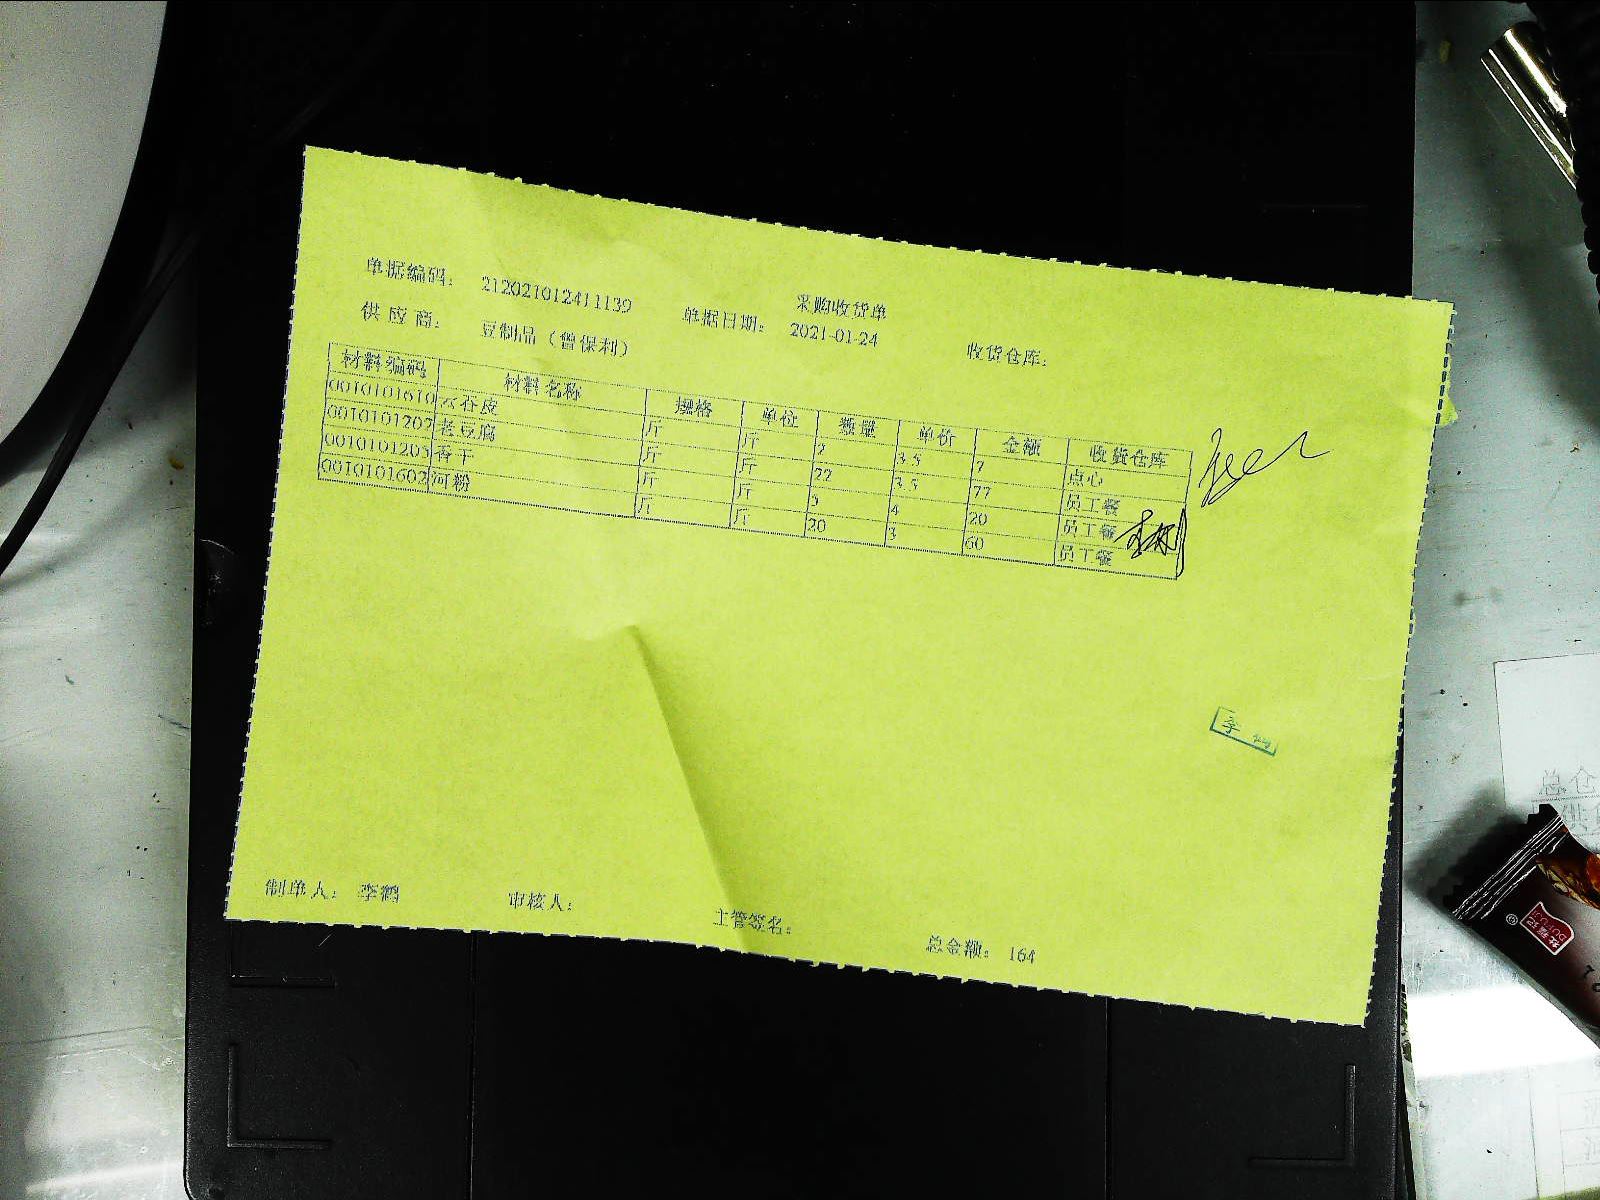 采购收货单
单据编码: 212021012411139 单据日期: 2021-01-24 收货仓库:
供应商: 豆制品（曾保利）
材料编码 材料名称 规格 单位 数量 单价 金额 收货仓库
0010101610 云吞皮 斤 斤 2 3.5 7 点心
0010101202 老豆腐 斤 斤 22 3.5 77 员工餐
0010101203 香干 斤 斤 5 4 20 员工餐
0010101602 河粉 斤 斤 20 3 60 员工餐
制单人: 李鹤 审核人: 主管签名: 总金额: 164
总仓